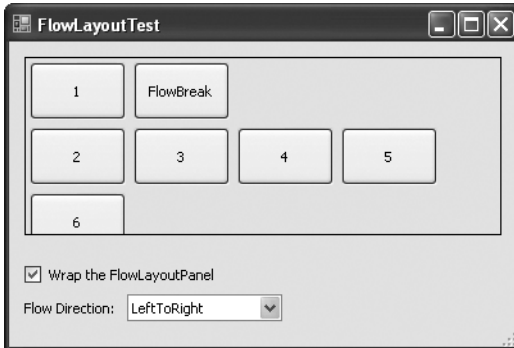 FlowLayoutTest
1 FlowBreak
2 3 4 5
6
Wrap the FlowLayoutPanel
Flow Direction: LeftToRight